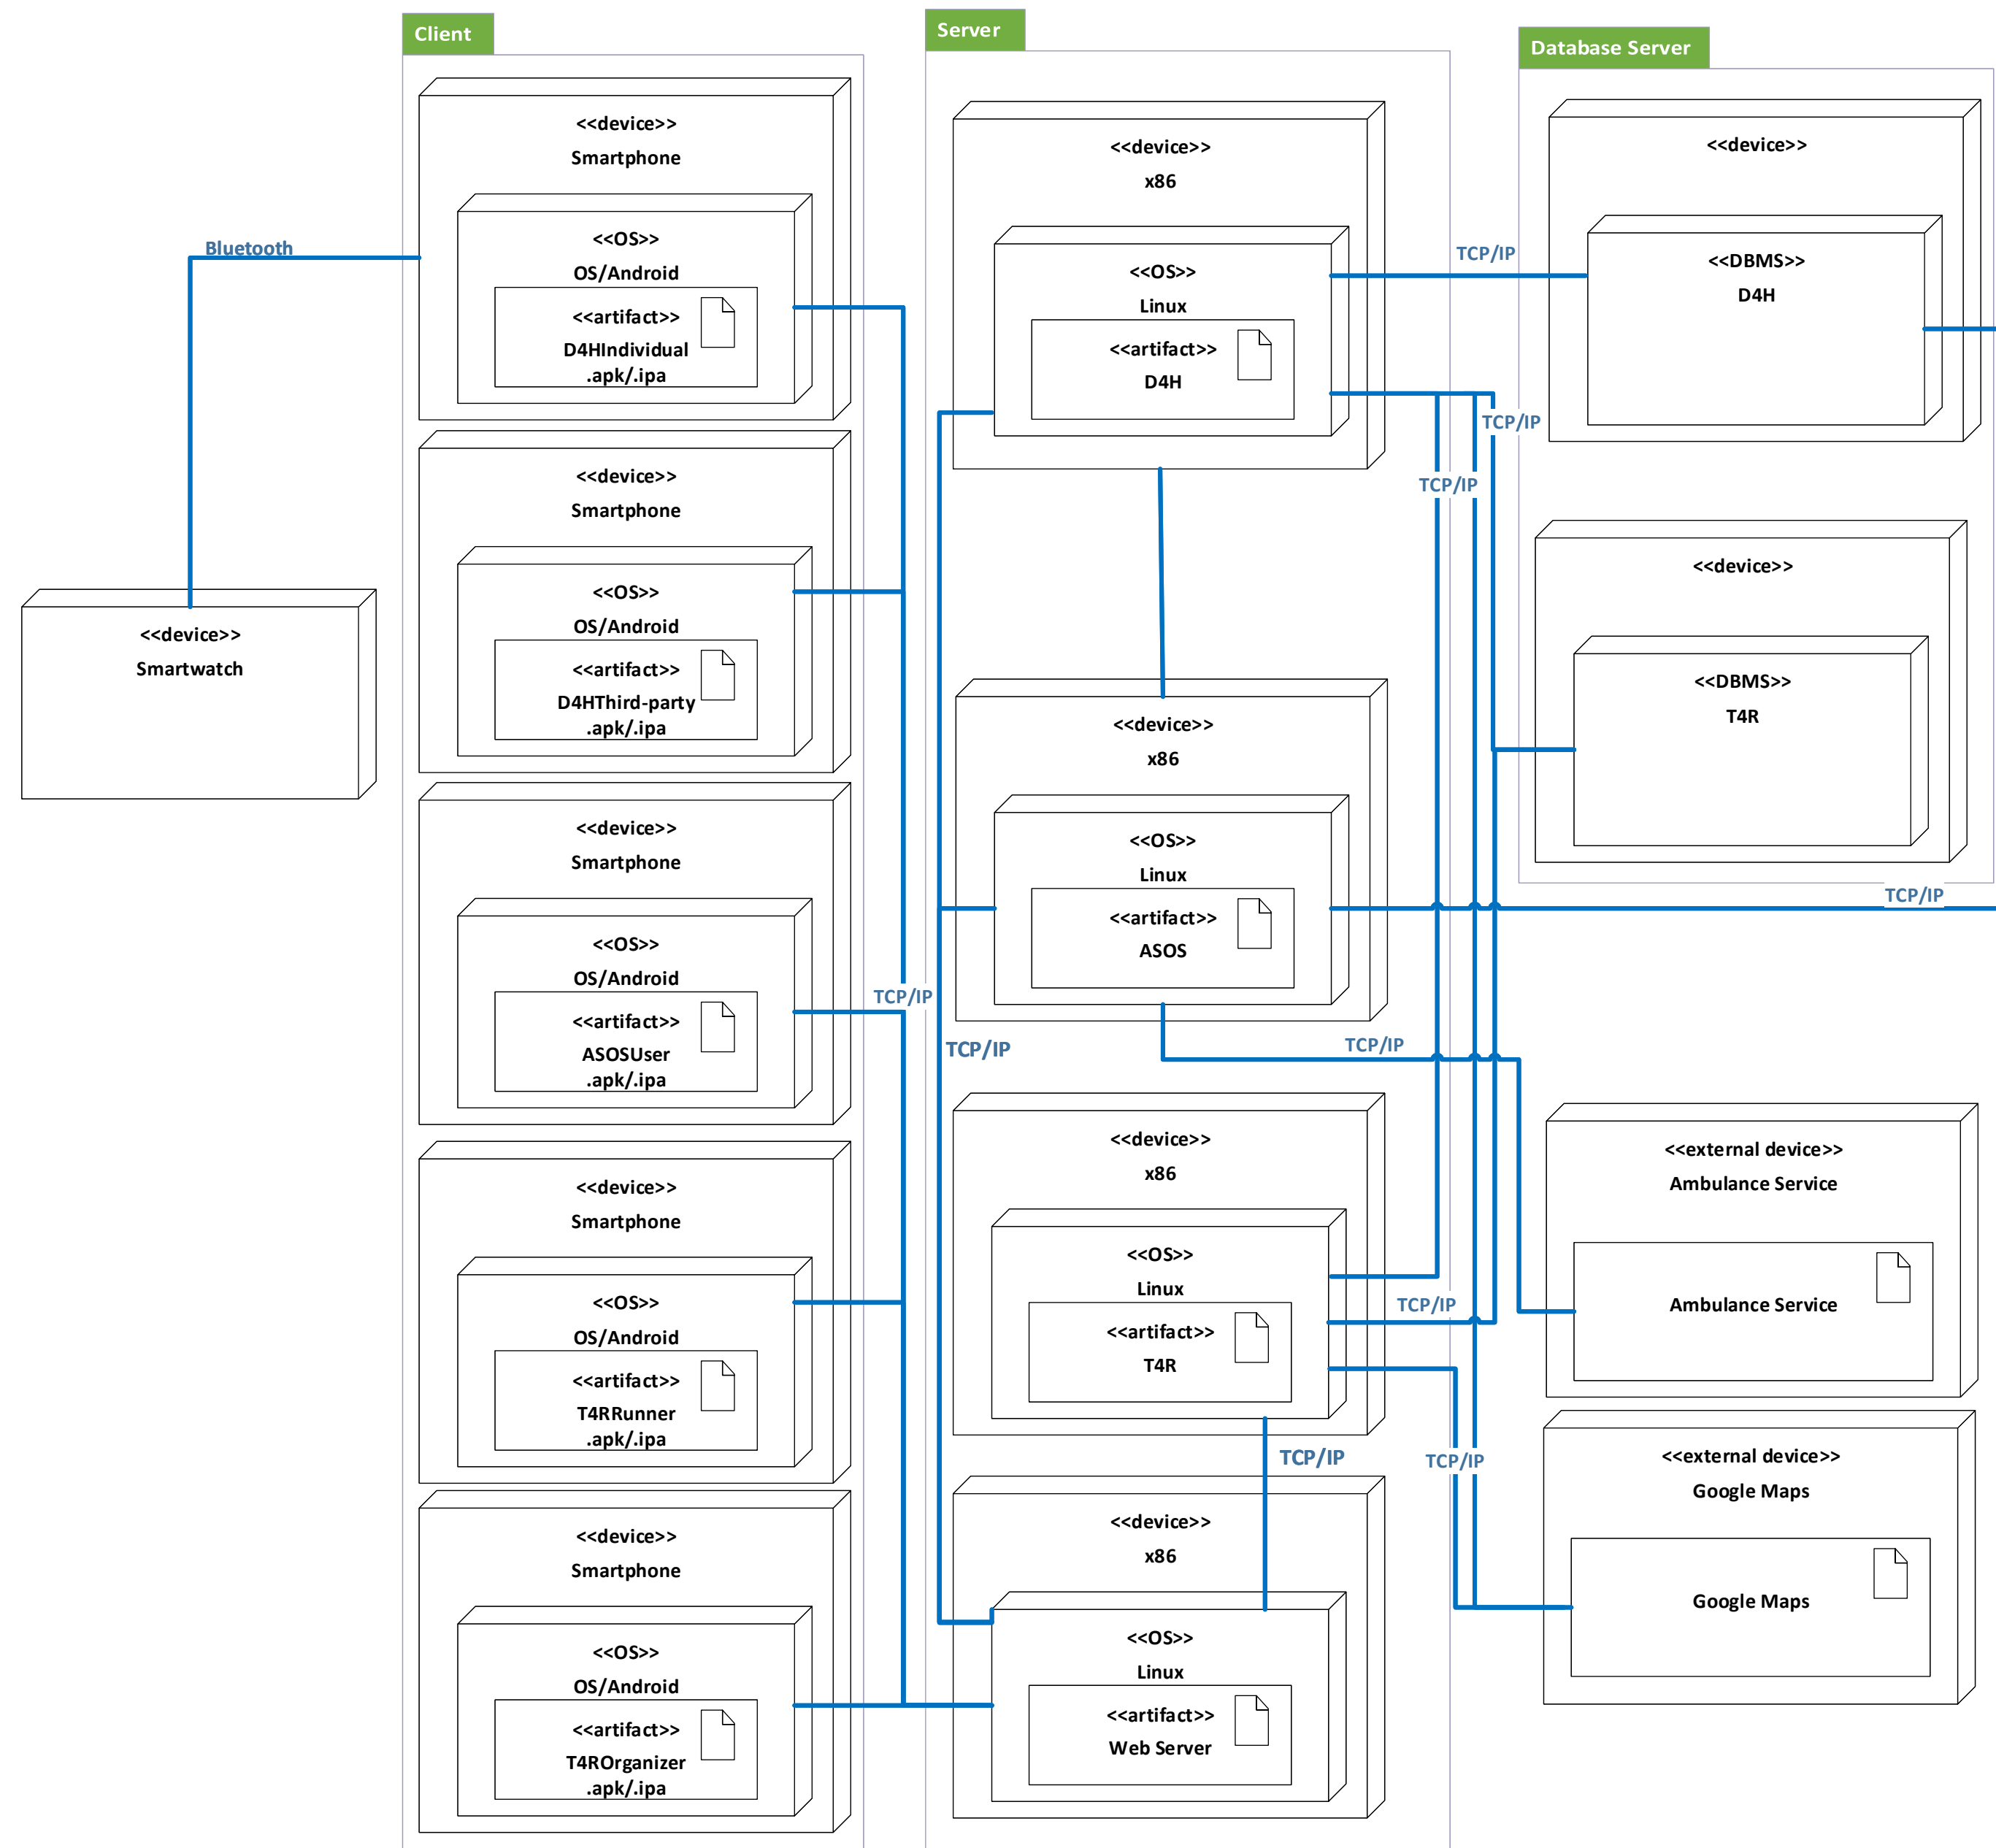 Client
<<device>>
Smartphone
<<OS>>
OS/Android
<<artifact>>
D4HIndividual
.apk/.ipa
<<device>>
Smartphone
<<OS>>
OS/Android
<<artifact>>
D4HThird-party
.apk/.ipa
<<device>>
Smartphone
<<OS>>
OS/Android
<<artifact>>
ASOSUser
.apk/.ipa
<<device>>
Smartphone
<<OS>>
OS/Android
<<artifact>>
T4RRunner
.apk/.ipa
<<device>>
Smartphone
<<OS>>
OS/Android
<<artifact>>
T4ROrganizer
.apk/.ipa
Bluetooth
<<device>>
Smartwatch
TCP/IP
Server
<<device>>
x86
<<OS>>
Linux
<<artifact>>
D4H
<<device>>
x86
<<OS>>
Linux
<<artifact>>
ASOS
TCP/IP
<<device>>
x86
<<OS>>
Linux
<<artifact>>
T4R
TCP/IP
<<device>>
x86
<<OS>>
Linux
<<artifact>>
Web Server
TCP/IP
TCP/IP
TCP/IP
TCP/IP
TCP/IP
TCP/IP
TCP/IP
Database Server
<<device>>
<<DBMS>>
D4H
<<device>>
<<DBMS>>
T4R
<<external device>>
Ambulance Service
Ambulance Service
<<external device>>
Google Maps
Google Maps